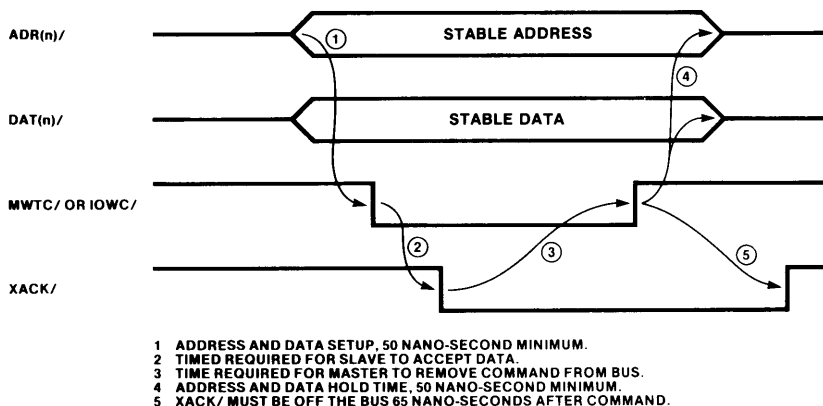 ADR(n)/
1
STABLE ADDRESS
4
DAT(n)/
STABLE DATA
MWTC/ OR IOWC/
2
3
5
XACK/
1 ADDRESS AND DATA SETUP, 50 NANO-SECOND MINIMUM.
2 TIMED REQUIRED FOR SLAVE TO ACCEPT DATA.
3 TIME REQUIRED FOR MASTER TO REMOVE COMMAND FROM BUS.
4 ADDRESS AND DATA HOLD TIME, 50 NANO-SECOND MINIMUM.
5 XACK/ MUST BE OFF THE BUS 65 NANO-SECONDS AFTER COMMAND.